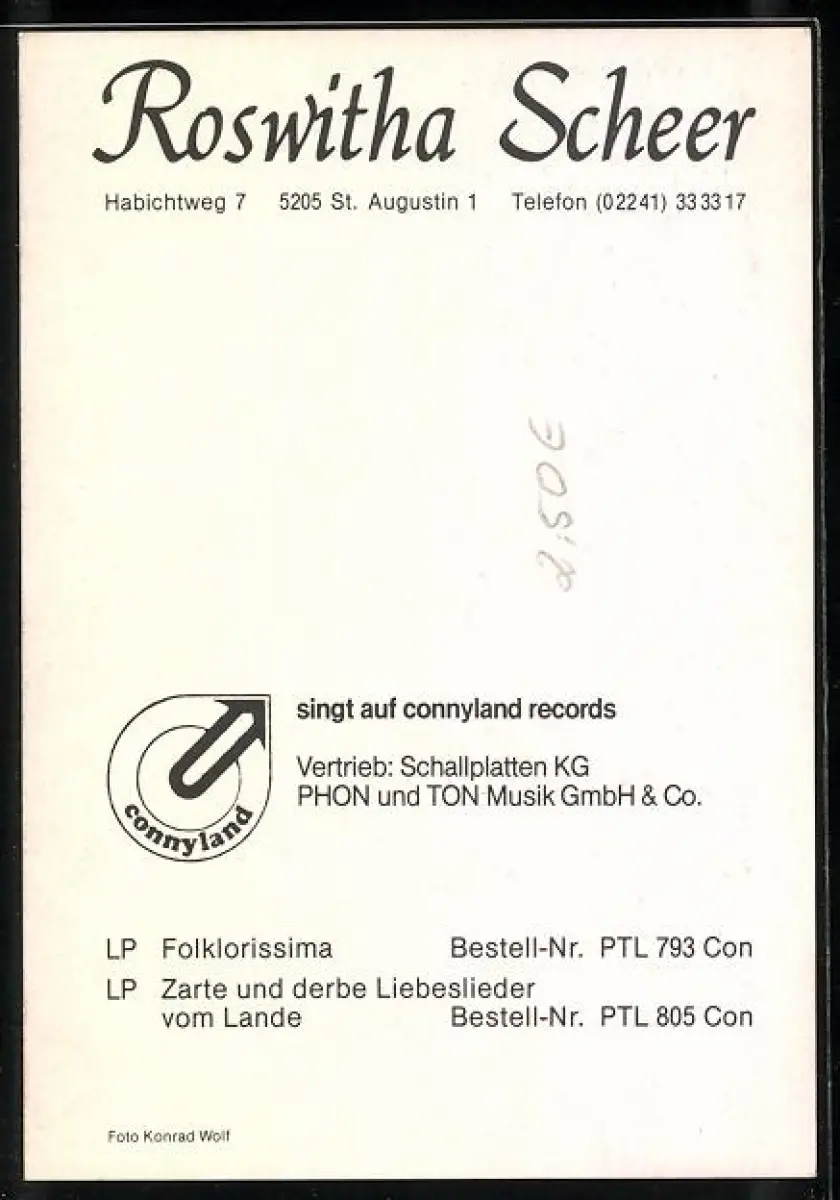 Roswitha Scheer
Habichtweg 7 5205 St. Augustin 1 Telefon (02241) 333317
2,50 €
singt auf connyland records
Vertrieb: Schallplatten KG
PHON und TON Musik GmbH & Co.
connyland
LP Folklorissima Bestell-Nr. PTL 793 Con
LP Zarte und derbe Liebeslieder
vom Lande Bestell-Nr. PTL 805 Con
Foto Konrad Wolf